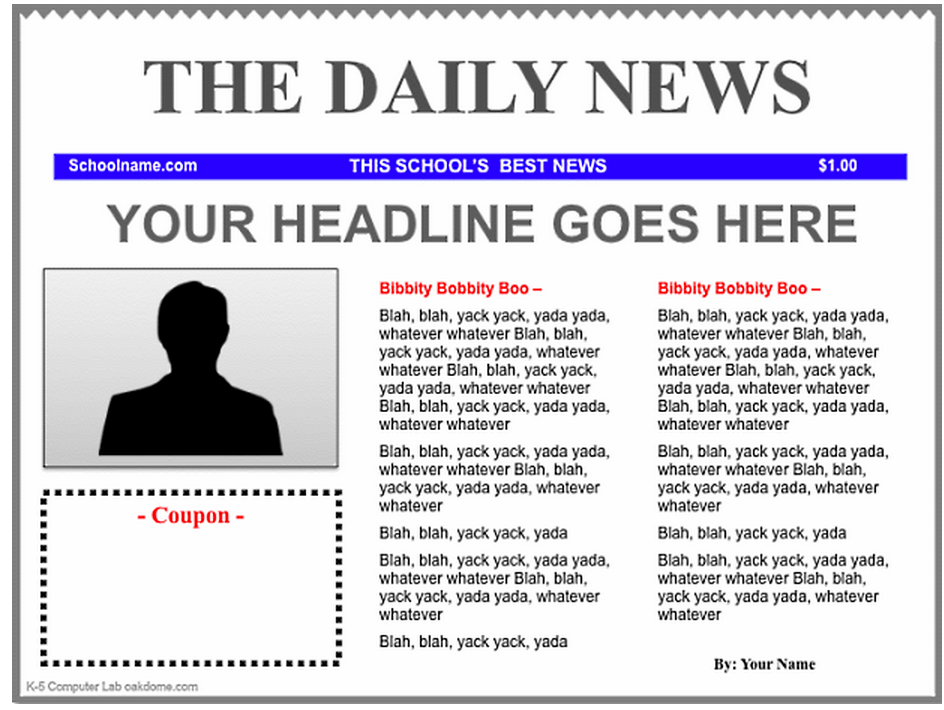 THE DAILY NEWS
Schoolname.com THIS SCHOOL'S BEST NEWS $1.00
YOUR HEADLINE GOES HERE
- Coupon -
Bibbity Bobbity Boo –
Blah, blah, yack yack, yada yada,
whatever whatever Blah, blah,
yack yack, yada yada, whatever
whatever Blah, blah, yack yack,
yada yada, whatever whatever
Blah, blah, yack yack, yada yada,
whatever whatever
Blah, blah, yack yack, yada yada,
whatever whatever Blah, blah,
yack yack, yada yada, whatever
whatever
Blah, blah, yack yack, yada
Blah, blah, yack yack, yada yada,
whatever whatever Blah, blah,
yack yack, yada yada, whatever
whatever
Blah, blah, yack yack, yada
Bibbity Bobbity Boo –
Blah, blah, yack yack, yada yada,
whatever whatever Blah, blah,
yack yack, yada yada, whatever
whatever Blah, blah, yack yack,
yada yada, whatever whatever
Blah, blah, yack yack, yada yada,
whatever whatever
Blah, blah, yack yack, yada yada,
whatever whatever Blah, blah,
yack yack, yada yada, whatever
whatever
Blah, blah, yack yack, yada
Blah, blah, yack yack, yada yada,
whatever whatever Blah, blah,
yack yack, yada yada, whatever
whatever
By: Your Name
K-5 Computer Lab oakdome.com